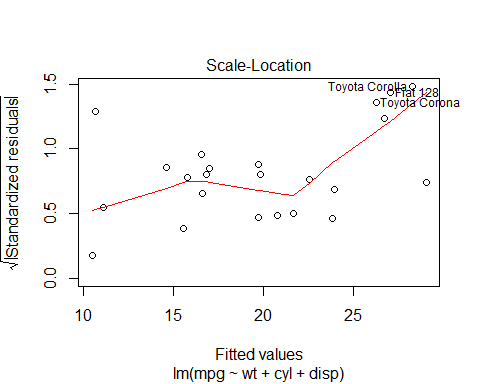 Scale-Location
√|Standardized residuals|
1.5
1.0
0.5
0.0
Toyota Corolla
Fiat 128
Toyota Corona
10 15 20 25
Fitted values
lm(mpg ~ wt + cyl + disp)